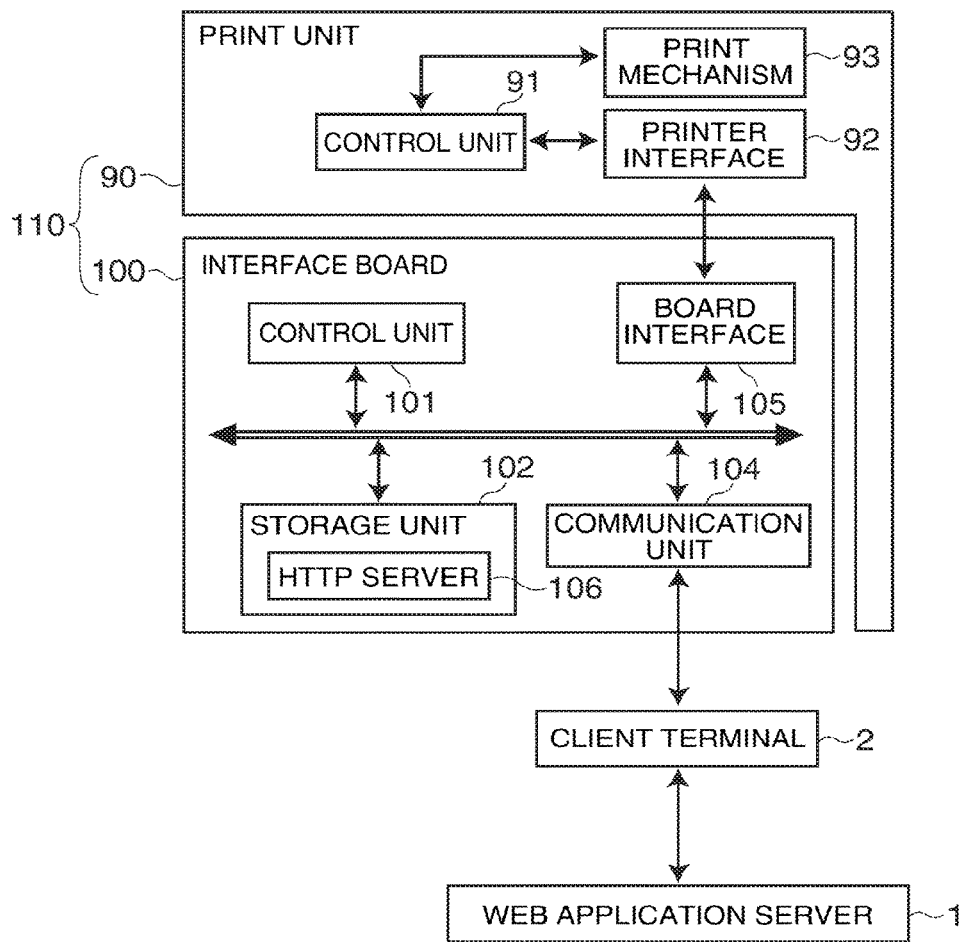 PRINT UNIT
PRINT
MECHANISM
93
91
CONTROL UNIT
PRINTER
INTERFACE
92
90
110
100
INTERFACE BOARD
CONTROL UNIT
101
BOARD
INTERFACE
105
102
STORAGE UNIT
HTTP SERVER
106
104
COMMUNICATION
UNIT
CLIENT TERMINAL
2
WEB APPLICATION SERVER
1